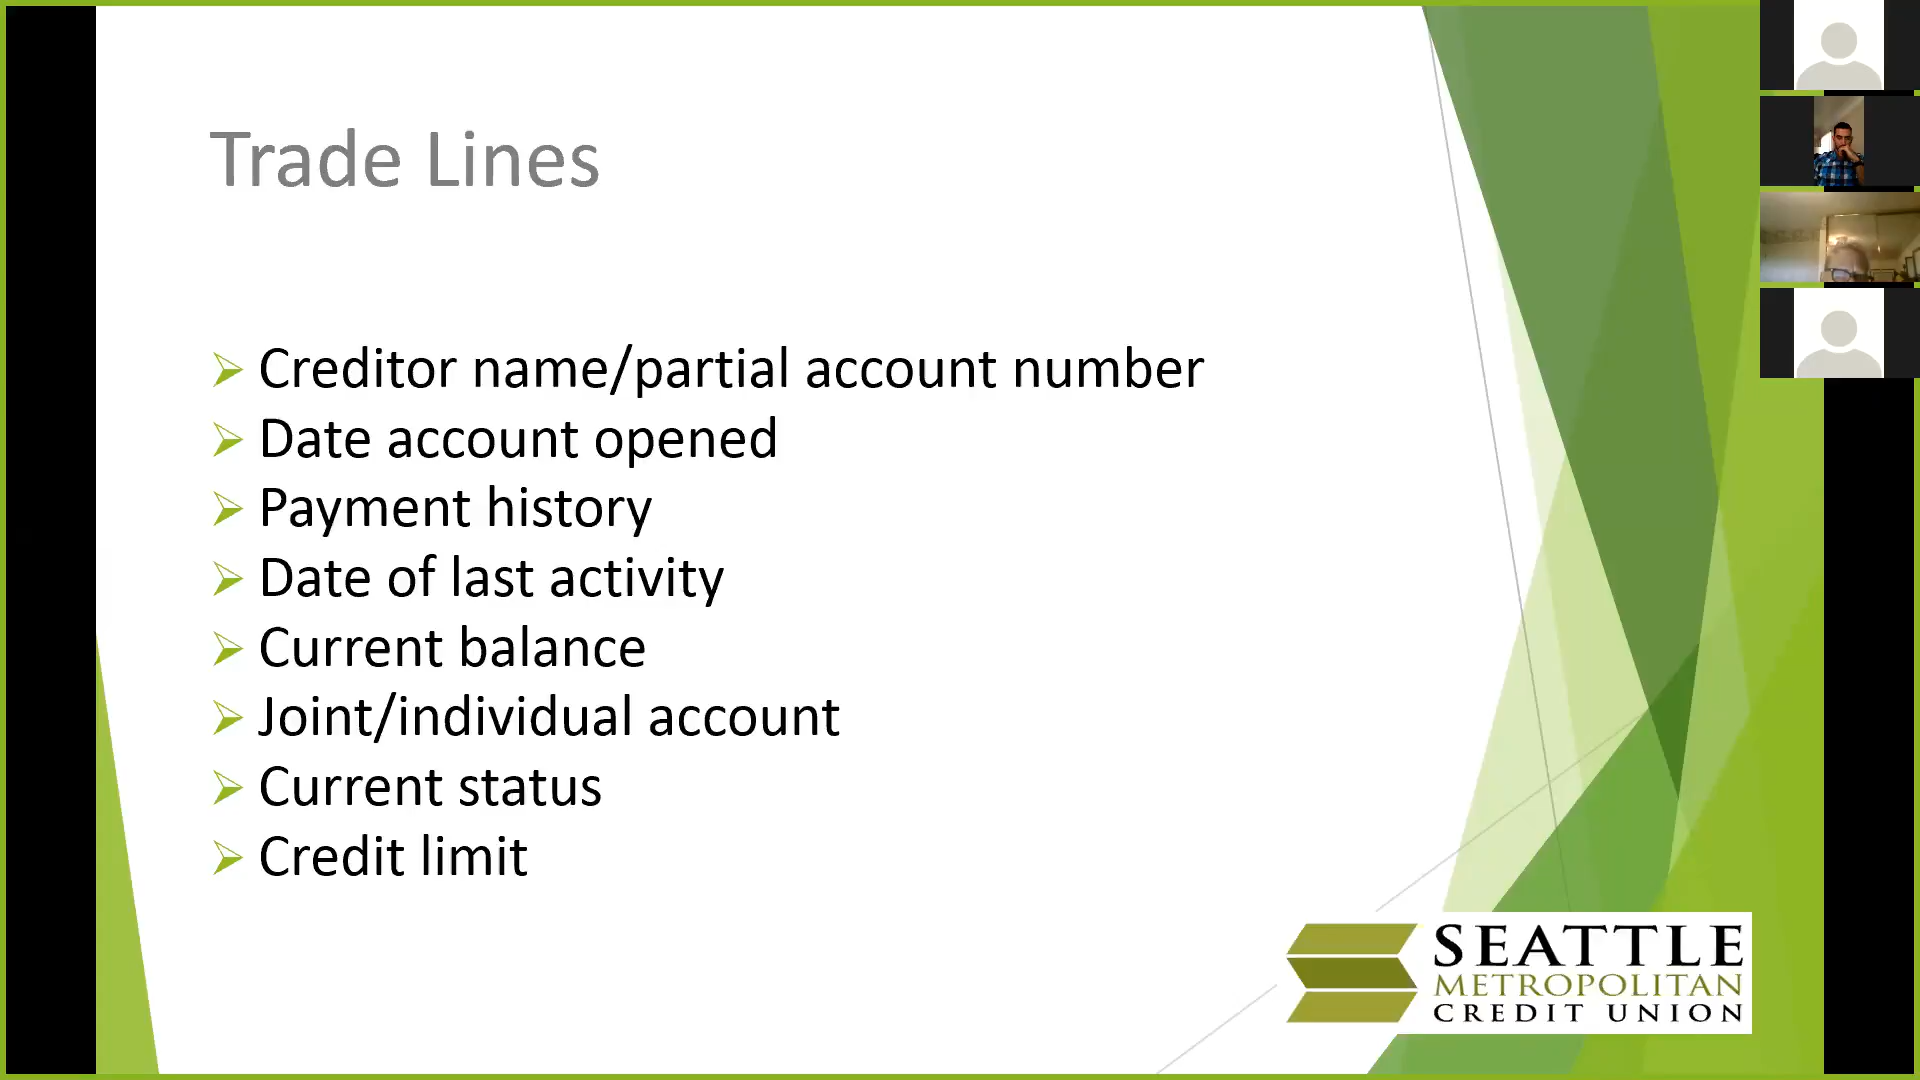 Trade Lines
Creditor name/partial account number
Date account opened
Payment history
Date of last activity
Current balance
Joint/individual account
Current status
Credit limit
SEATTLE
METROPOLITAN
CREDIT UNION